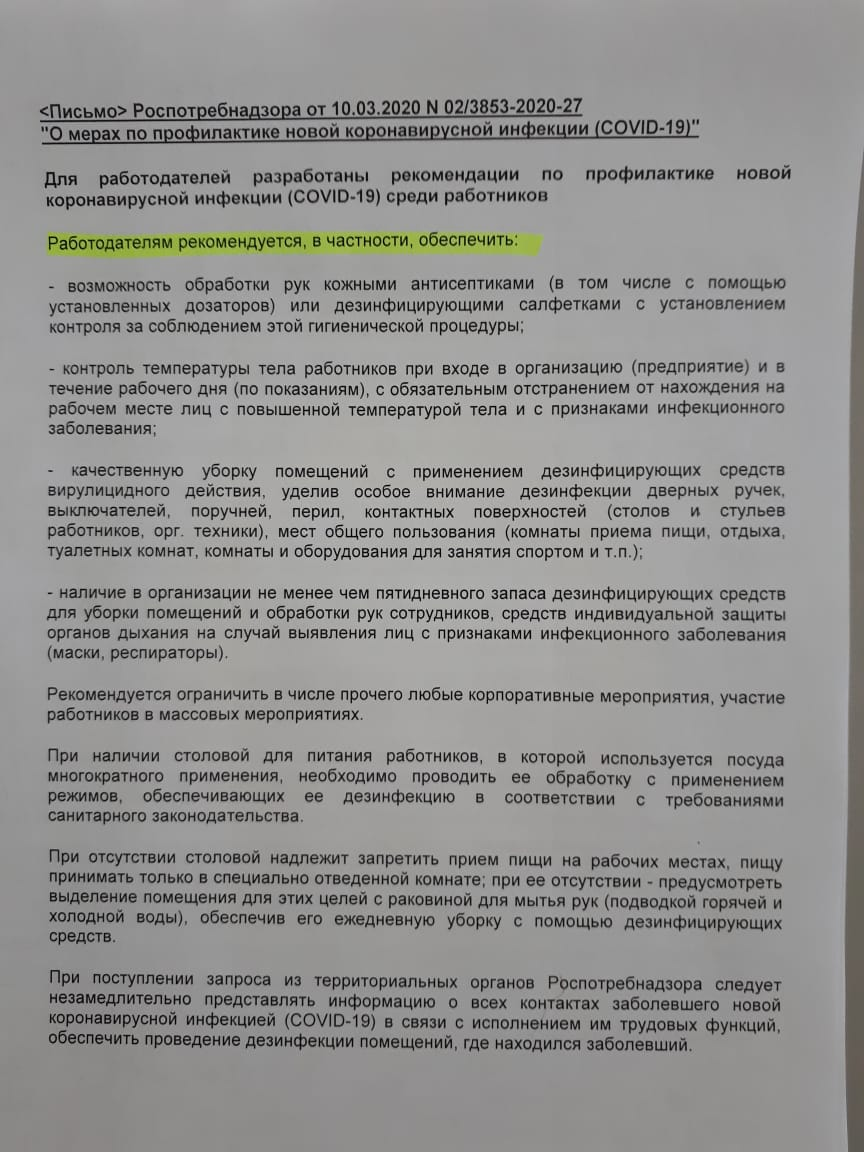 <Письмо> Роспотребнадзора от 10.03.2020 N 02/3853-2020-27
"О мерах по профилактике новой коронавирусной инфекции (COVID-19)"
Для работодателей разработаны рекомендации по профилактике новой
коронавирусной инфекции (COVID-19) среди работников
Работодателям рекомендуется, в частности, обеспечить:
- возможность обработки рук кожными антисептиками (в том числе с помощью
установленных дозаторов) или дезинфицирующими салфетками с установлением
контроля за соблюдением этой гигиенической процедуры;
- контроль температуры тела работников при входе в организацию (предприятие) и в
течение рабочего дня (по показаниям), с обязательным отстранением от нахождения на
рабочем месте лиц с повышенной температурой тела и с признаками инфекционного
заболевания;
- качественную уборку помещений с применением дезинфицирующих средств
вирулицидного действия, уделив особое внимание дезинфекции дверных ручек,
выключателей, поручней, перил, контактных поверхностей (столов и стульев
работников, орг. техники), мест общего пользования (комнаты приема пищи, отдыха,
туалетных комнат, комнаты и оборудования для занятия спортом и т.п.);
- наличие в организации не менее чем пятидневного запаса дезинфицирующих средств
для уборки помещений и обработки рук сотрудников, средств индивидуальной защиты
органов дыхания на случай выявления лиц с признаками инфекционного заболевания
(маски, респираторы).
Рекомендуется ограничить в числе прочего любые корпоративные мероприятия, участие
работников в массовых мероприятиях.
При наличии столовой для питания работников, в которой используется посуда
многократного применения, необходимо проводить ее обработку с применением
режимов, обеспечивающих ее дезинфекцию в соответствии с требованиями
санитарного законодательства.
При отсутствии столовой надлежит запретить прием пищи на рабочих местах, пищу
принимать только в специально отведенной комнате; при ее отсутствии - предусмотреть
выделение помещения для этих целей с раковиной для мытья рук (подводкой горячей и
холодной воды), обеспечив его ежедневную уборку с помощью дезинфицирующих
средств.
При поступлении запроса из территориальных органов Роспотребнадзора следует
незамедлительно представлять информацию о всех контактах заболевшего новой
коронавирусной инфекцией (COVID-19) в связи с исполнением им трудовых функций,
обеспечить проведение дезинфекции помещений, где находился заболевший.